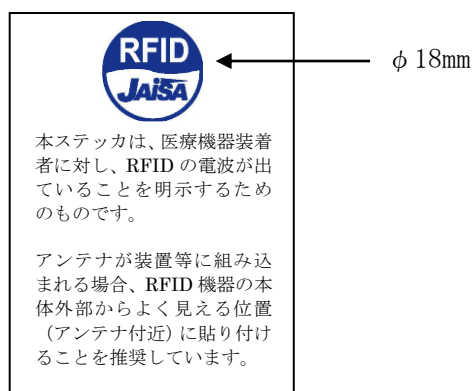 RFID
JAISA
φ18mm
本ステッカは、医療機器装着
者に対し、RFID の電波が出
ていることを明示するため
のものです。
アンテナが装置等に組み込
まれる場合、RFID 機器の本
体外部からよく見える位置
（アンテナ付近）に貼り付け
ることを推奨しています。